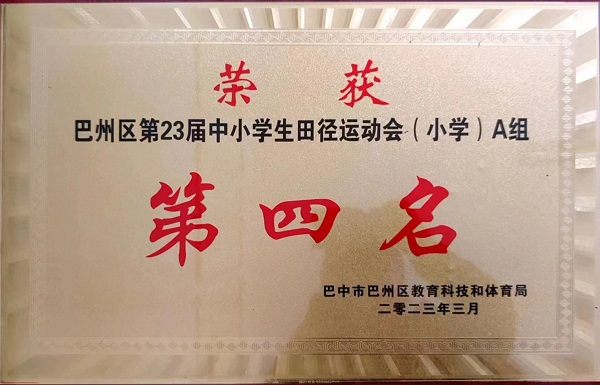 荣获
巴州区第23届中小学生田径运动会（小学）A组
第四名
巴中市巴州区教育科技和体育局
二零二三年三月